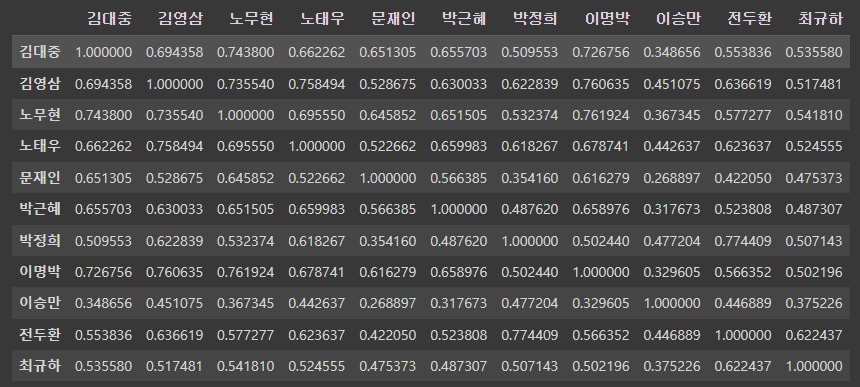 김대중 김영삼 노무현 노태우 문재인 박근혜 박정희 이명박 이승만 전두환 최규하
김대중 1.000000 0.694358 0.743800 0.662262 0.651305 0.655703 0.509553 0.726756 0.348656 0.553836 0.535580
김영삼 0.694358 1.000000 0.735540 0.758494 0.528675 0.630033 0.622839 0.760635 0.451075 0.636619 0.517481
노무현 0.743800 0.735540 1.000000 0.695550 0.645852 0.651505 0.532374 0.761924 0.367345 0.577277 0.541810
노태우 0.662262 0.758494 0.695550 1.000000 0.522662 0.659983 0.618267 0.678741 0.442637 0.623637 0.524555
문재인 0.651305 0.528675 0.645852 0.522662 1.000000 0.566385 0.354160 0.616279 0.268897 0.422050 0.475373
박근혜 0.655703 0.630033 0.651505 0.659983 0.566385 1.000000 0.487620 0.658976 0.317673 0.523808 0.487307
박정희 0.509553 0.622839 0.532374 0.618267 0.354160 0.487620 1.000000 0.502440 0.477204 0.774409 0.507143
이명박 0.726756 0.760635 0.761924 0.678741 0.616279 0.658976 0.502440 1.000000 0.329605 0.566352 0.502196
이승만 0.348656 0.451075 0.367345 0.442637 0.268897 0.317673 0.477204 0.329605 1.000000 0.446889 0.375226
전두환 0.553836 0.636619 0.577277 0.623637 0.422050 0.523808 0.774409 0.566352 0.446889 1.000000 0.622437
최규하 0.535580 0.517481 0.541810 0.524555 0.475373 0.487307 0.507143 0.502196 0.375226 0.622437 1.000000